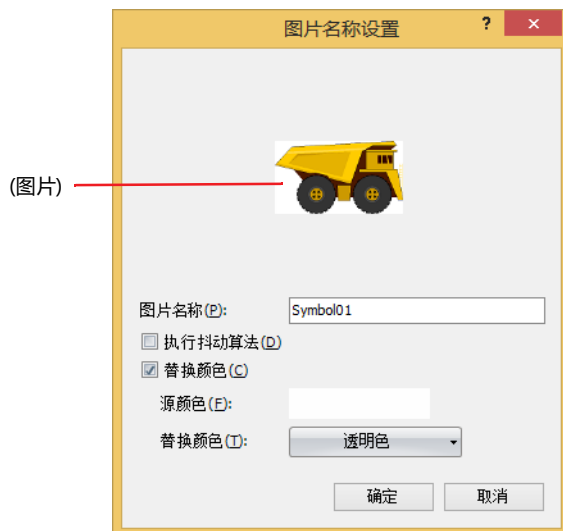 图片名称设置
?
×
(图片)
图片名称(P):
Symbol01
执行抖动算法(D)
替换颜色(C)
源颜色(F):
替换颜色(T):
透明色
确定
取消